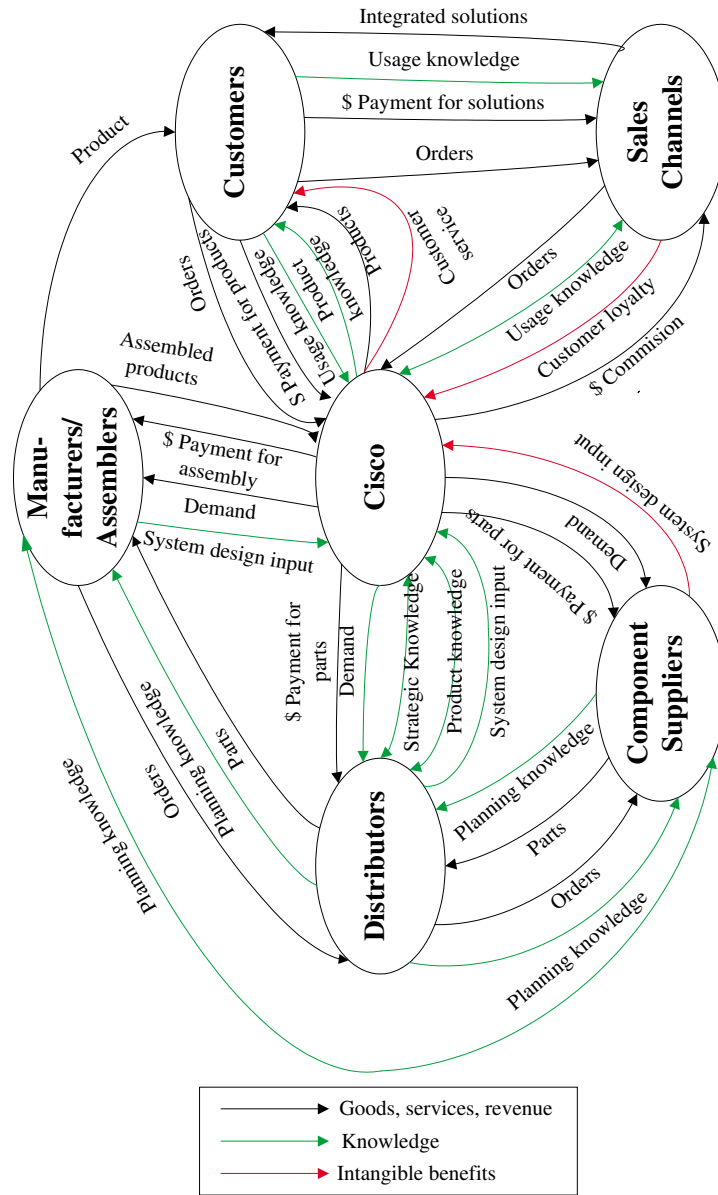 Integrated solutions
Usage knowledge
$ Payment for solutions
Orders
Customers
Sales
Channels
Product
Orders
$ Payment for products
Usage knowledge
Product
knowledge
Products
Customer
service
Orders
Usage knowledge
Customer loyalty
$ Commision
Assembled
products
$ Payment for
assembly
Demand
System design input
Manu-
facturers/
Assemblers
Cisco
System design input
Demand
$ Payment for parts
$ Payment for
parts
Demand
Strategic Knowledge
Product knowledge
System design input
Component
Suppliers
Parts
Planning knowledge
Orders
Planning knowledge
Distributors
Planning knowledge
Parts
Orders
Planning knowledge
Goods, services, revenue
Knowledge
Intangible benefits